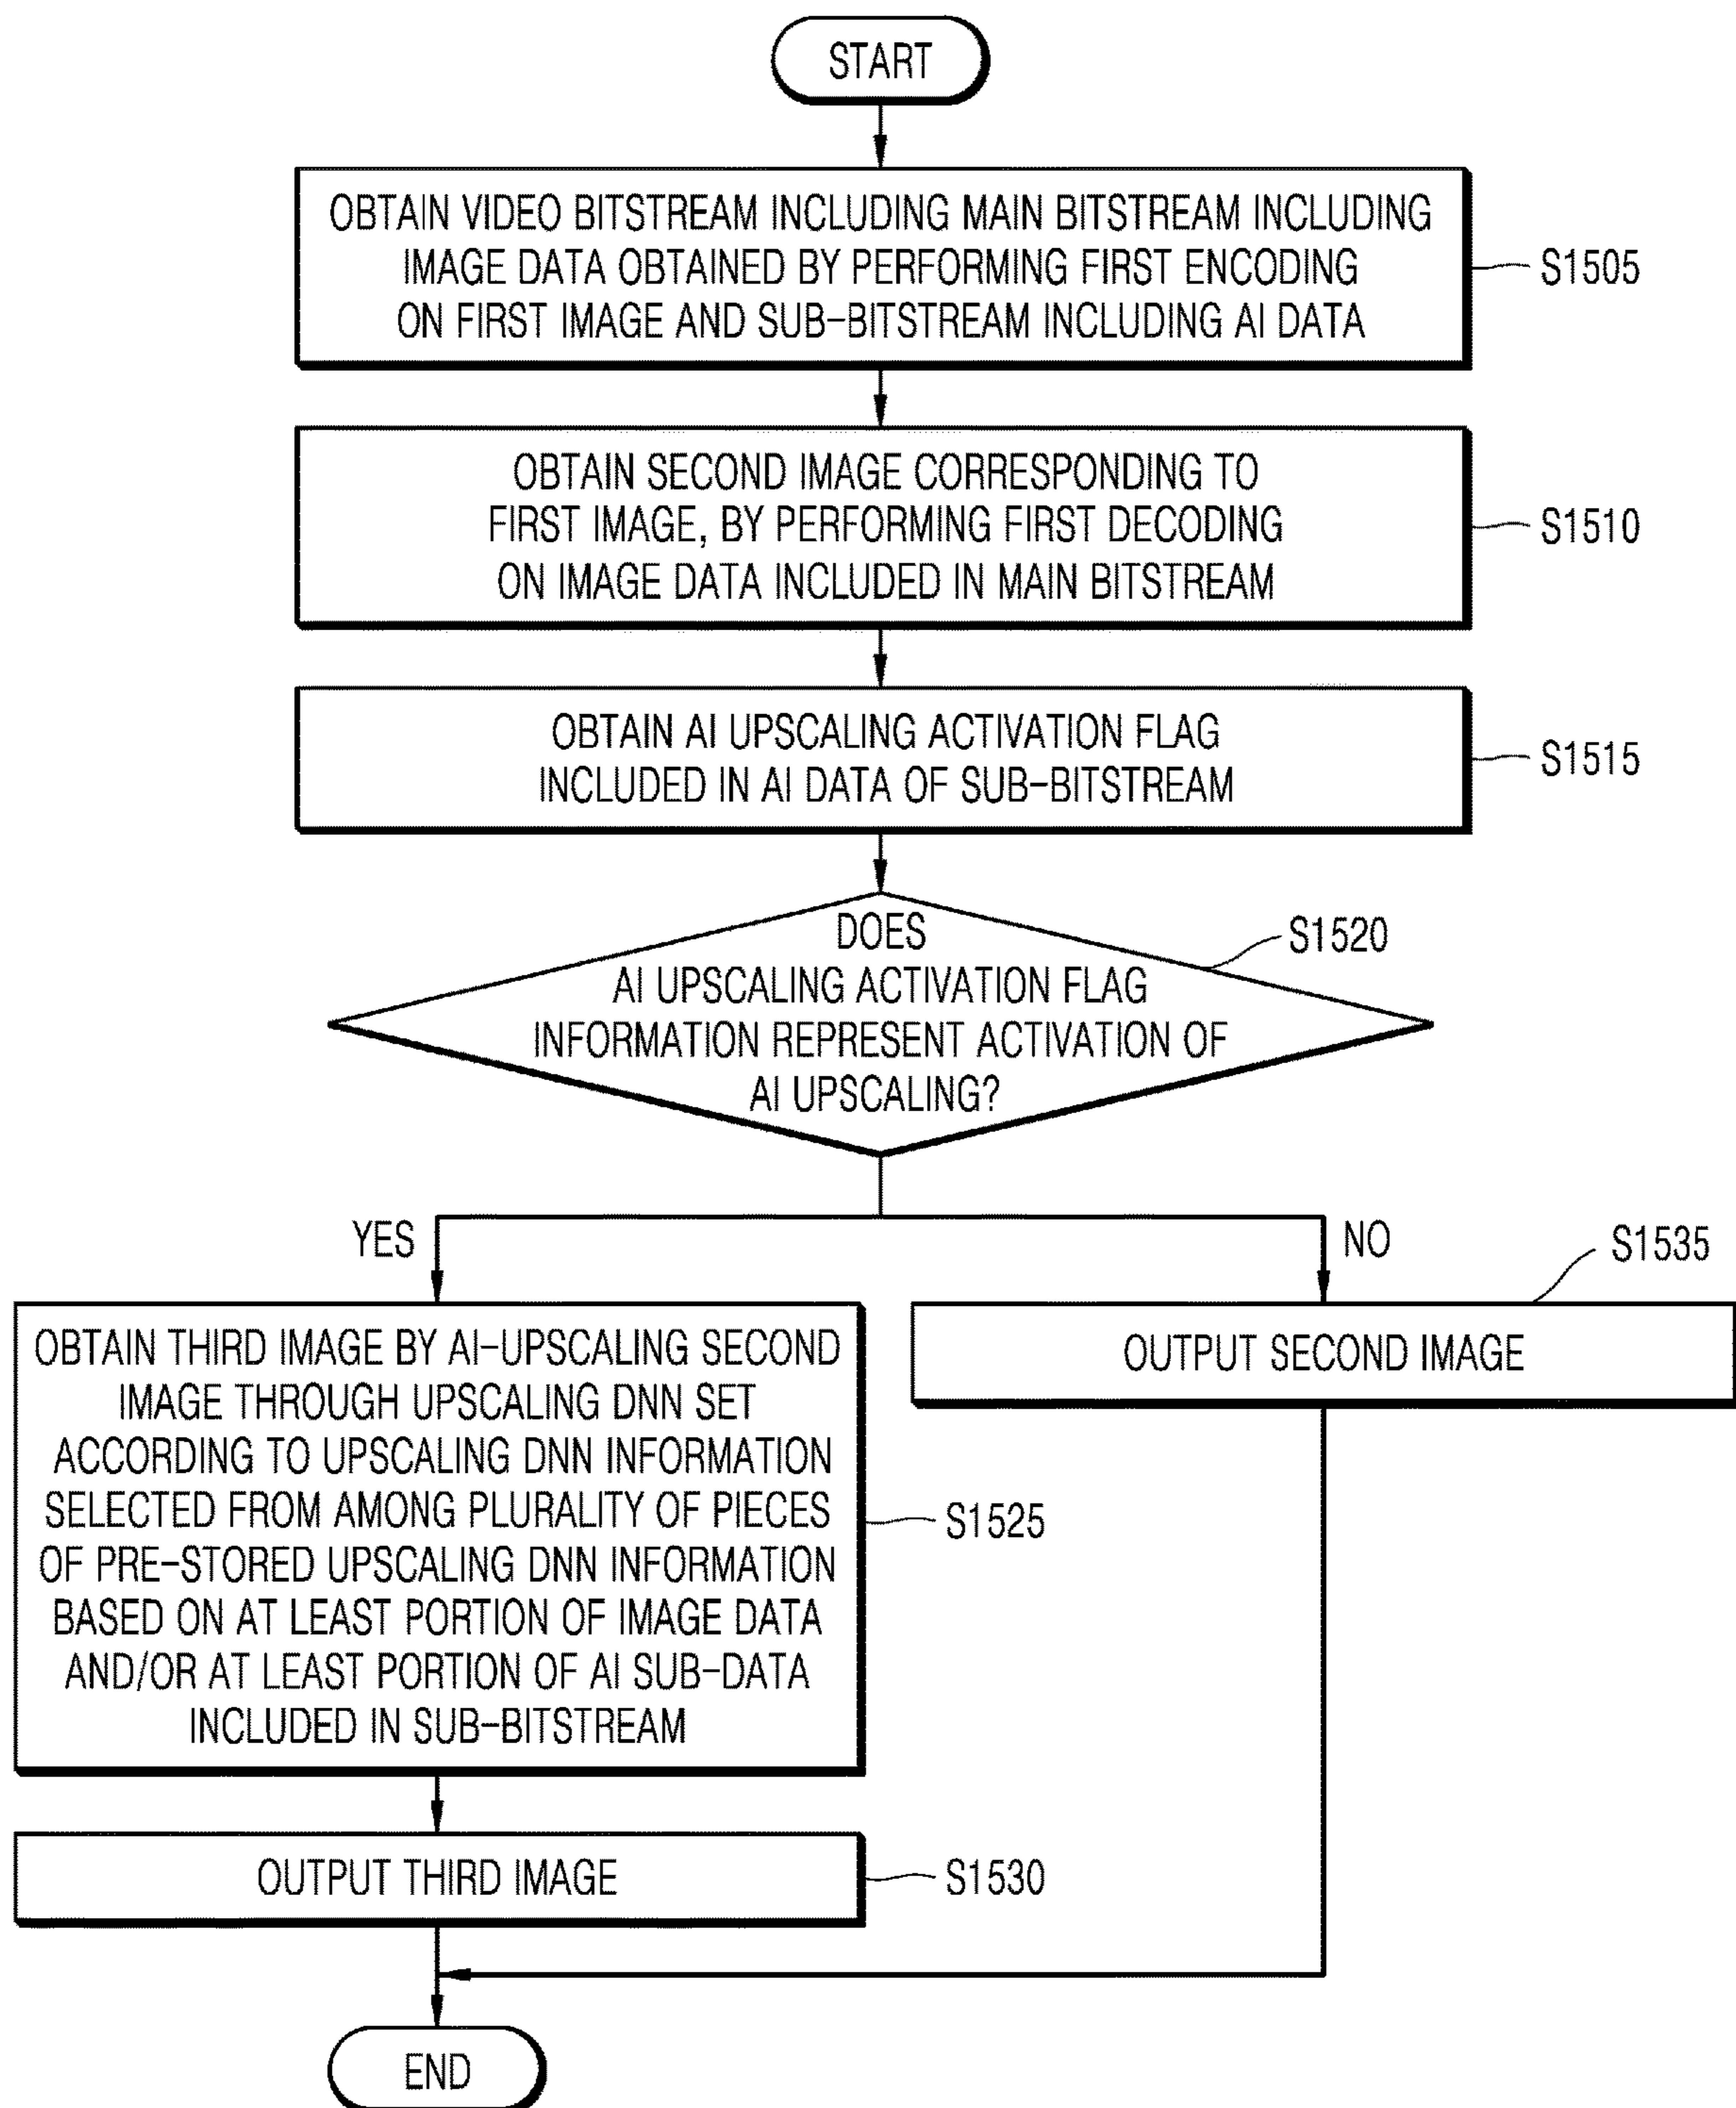 START
OBTAIN VIDEO BITSTREAM INCLUDING MAIN BITSTREAM INCLUDING
IMAGE DATA OBTAINED BY PERFORMING FIRST ENCODING
ON FIRST IMAGE AND SUB-BITSTREAM INCLUDING AI DATA
S1505
OBTAIN SECOND IMAGE CORRESPONDING TO
FIRST IMAGE, BY PERFORMING FIRST DECODING
ON IMAGE DATA INCLUDED IN MAIN BITSTREAM
S1510
OBTAIN AI UPSCALING ACTIVATION FLAG
INCLUDED IN AI DATA OF SUB-BITSTREAM
S1515
DOES
AI UPSCALING ACTIVATION FLAG
INFORMATION REPRESENT ACTIVATION OF
AI UPSCALING?
S1520
YES
NO
S1535
OBTAIN THIRD IMAGE BY AI-UPSCALING SECOND
IMAGE THROUGH UPSCALING DNN SET
ACCORDING TO UPSCALING DNN INFORMATION
SELECTED FROM AMONG PLURALITY OF PIECES
OF PRE-STORED UPSCALING DNN INFORMATION
BASED ON AT LEAST PORTION OF IMAGE DATA
AND/OR AT LEAST PORTION OF AI SUB-DATA
INCLUDED IN SUB-BITSTREAM
S1525
OUTPUT SECOND IMAGE
OUTPUT THIRD IMAGE
S1530
END